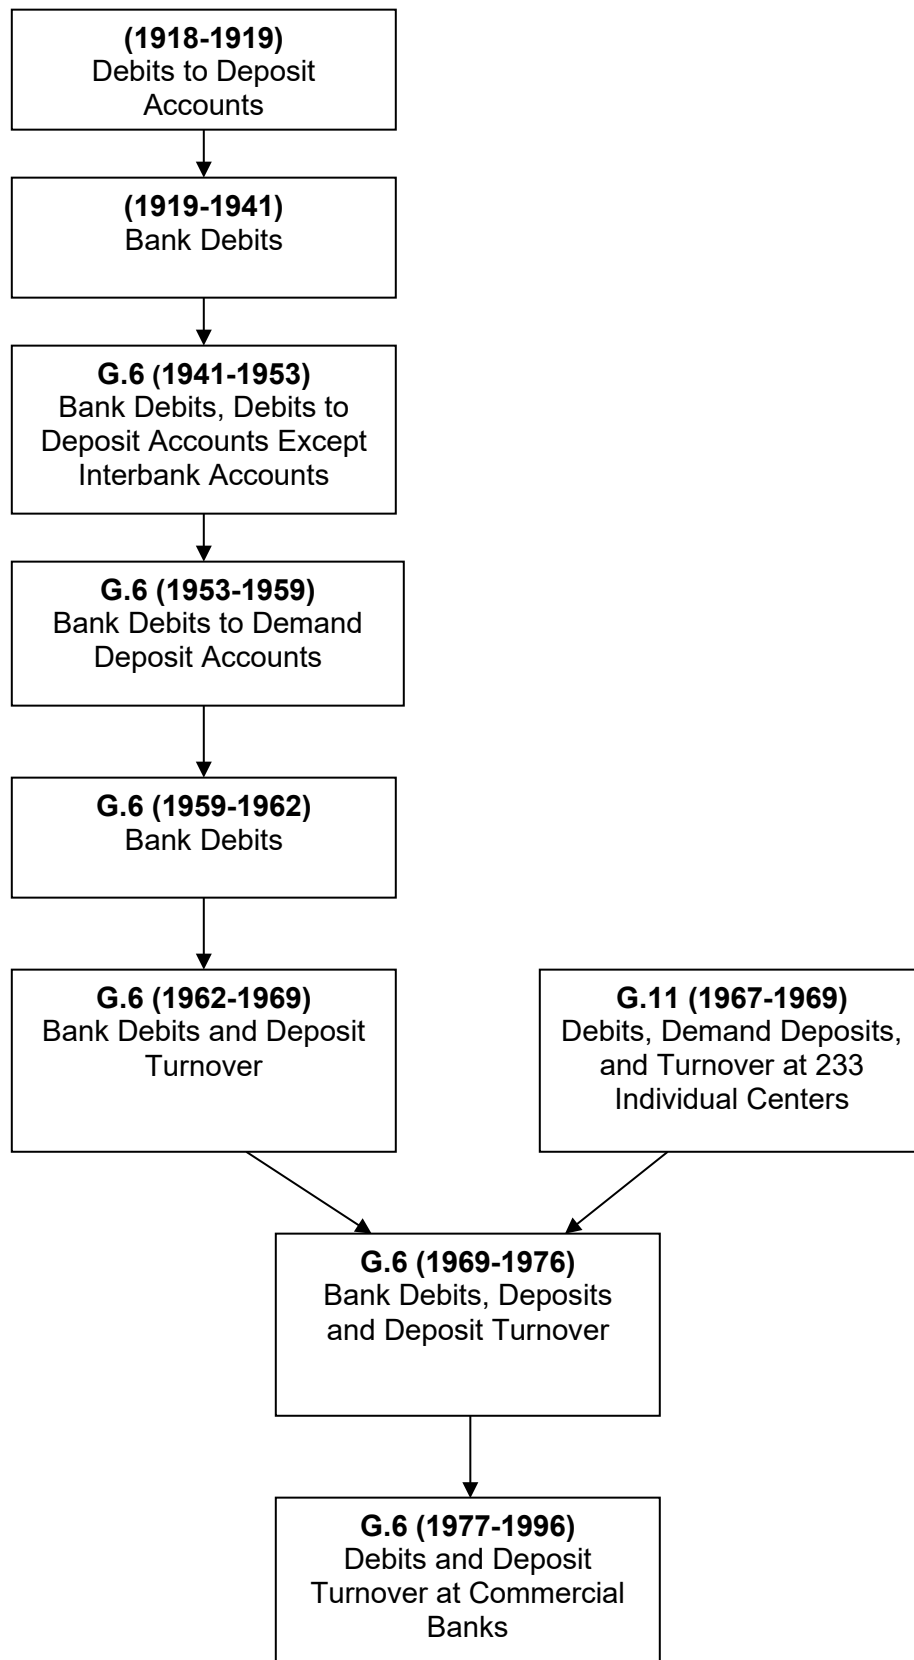 (1918-1919)
Debits to Deposit
Accounts
(1919-1941)
Bank Debits
G.6 (1941-1953)
Bank Debits, Debits to
Deposit Accounts Except
Interbank Accounts
G.6 (1953-1959)
Bank Debits to Demand
Deposit Accounts
G.6 (1959-1962)
Bank Debits
G.6 (1962-1969)
Bank Debits and Deposit
Turnover
G.11 (1967-1969)
Debits, Demand Deposits,
and Turnover at 233
Individual Centers
G.6 (1969-1976)
Bank Debits, Deposits
and Deposit Turnover
G.6 (1977-1996)
Debits and Deposit
Turnover at Commercial
Banks